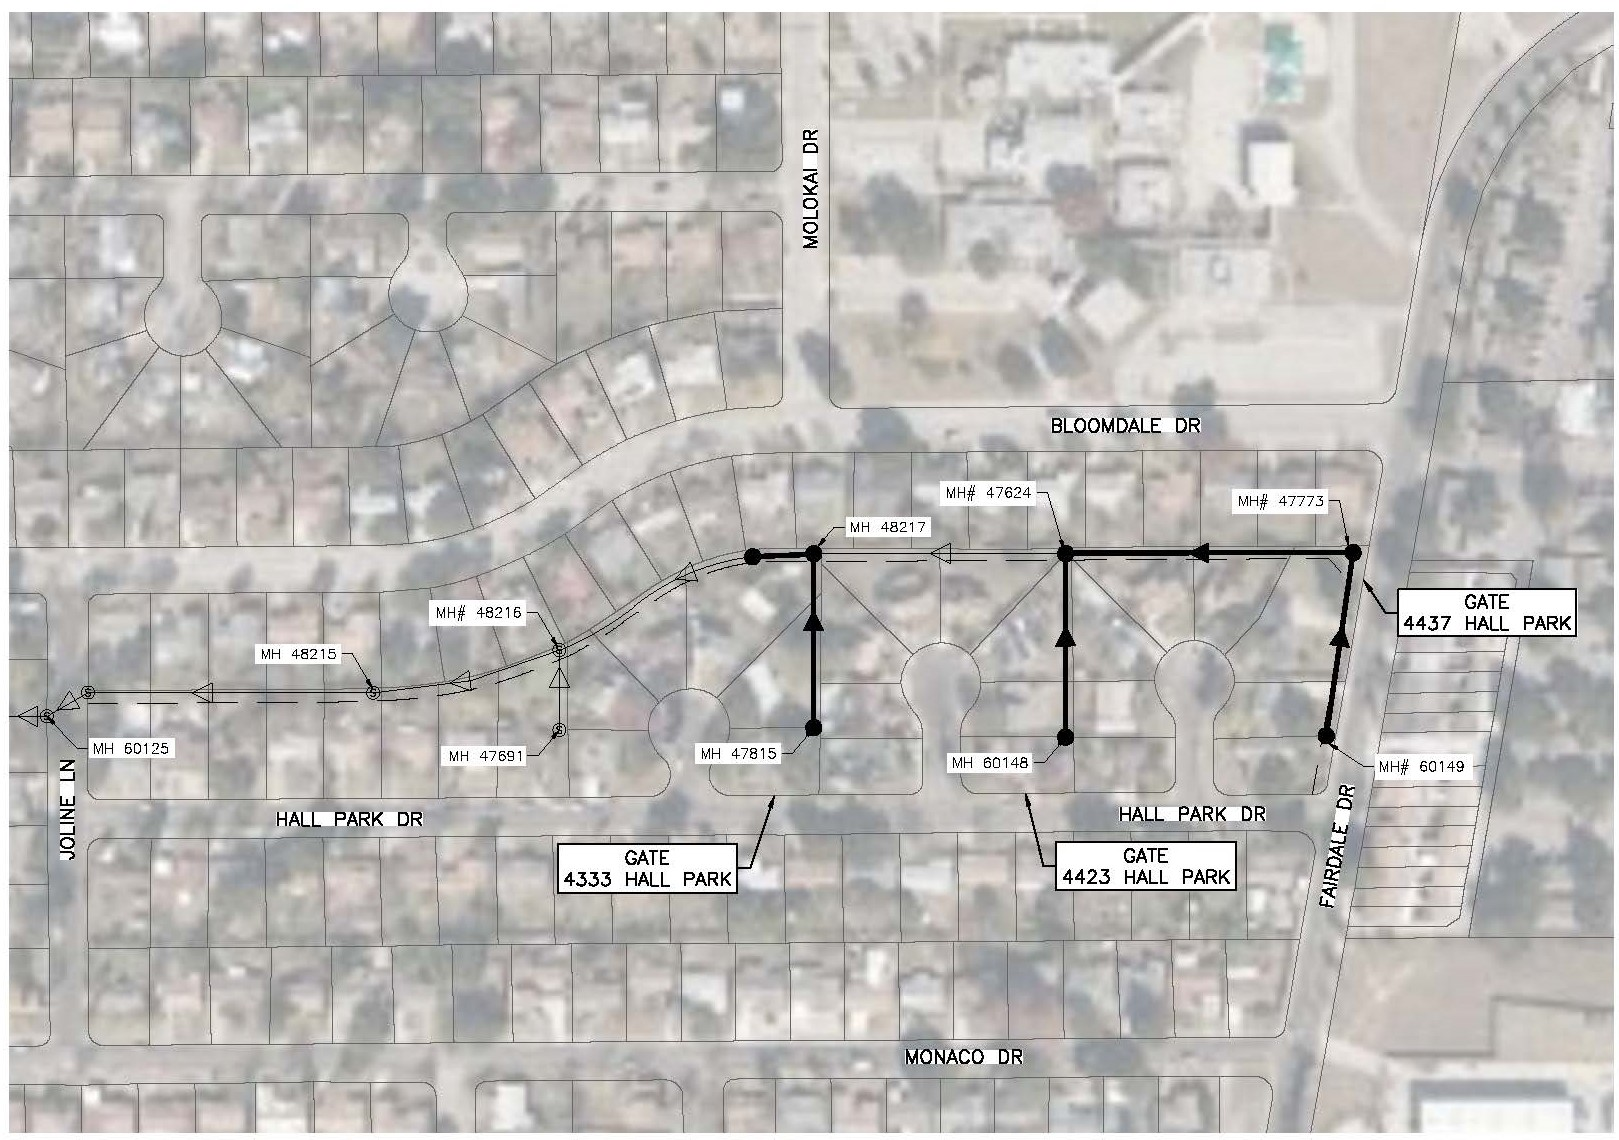 MOLOKAI DR
BLOOMDALE DR
MH# 47624
MH# 47773
MH 48217
MH# 48216
GATE
4437 HALL PARK
MH 48215
MH 60125
MH 47691
MH 47815
MH 60148
MH# 60149
JOLINE LN
HALL PARK DR
HALL PARK DR
FAIRDALE DR
GATE
4333 HALL PARK
GATE
4423 HALL PARK
MONACO DR